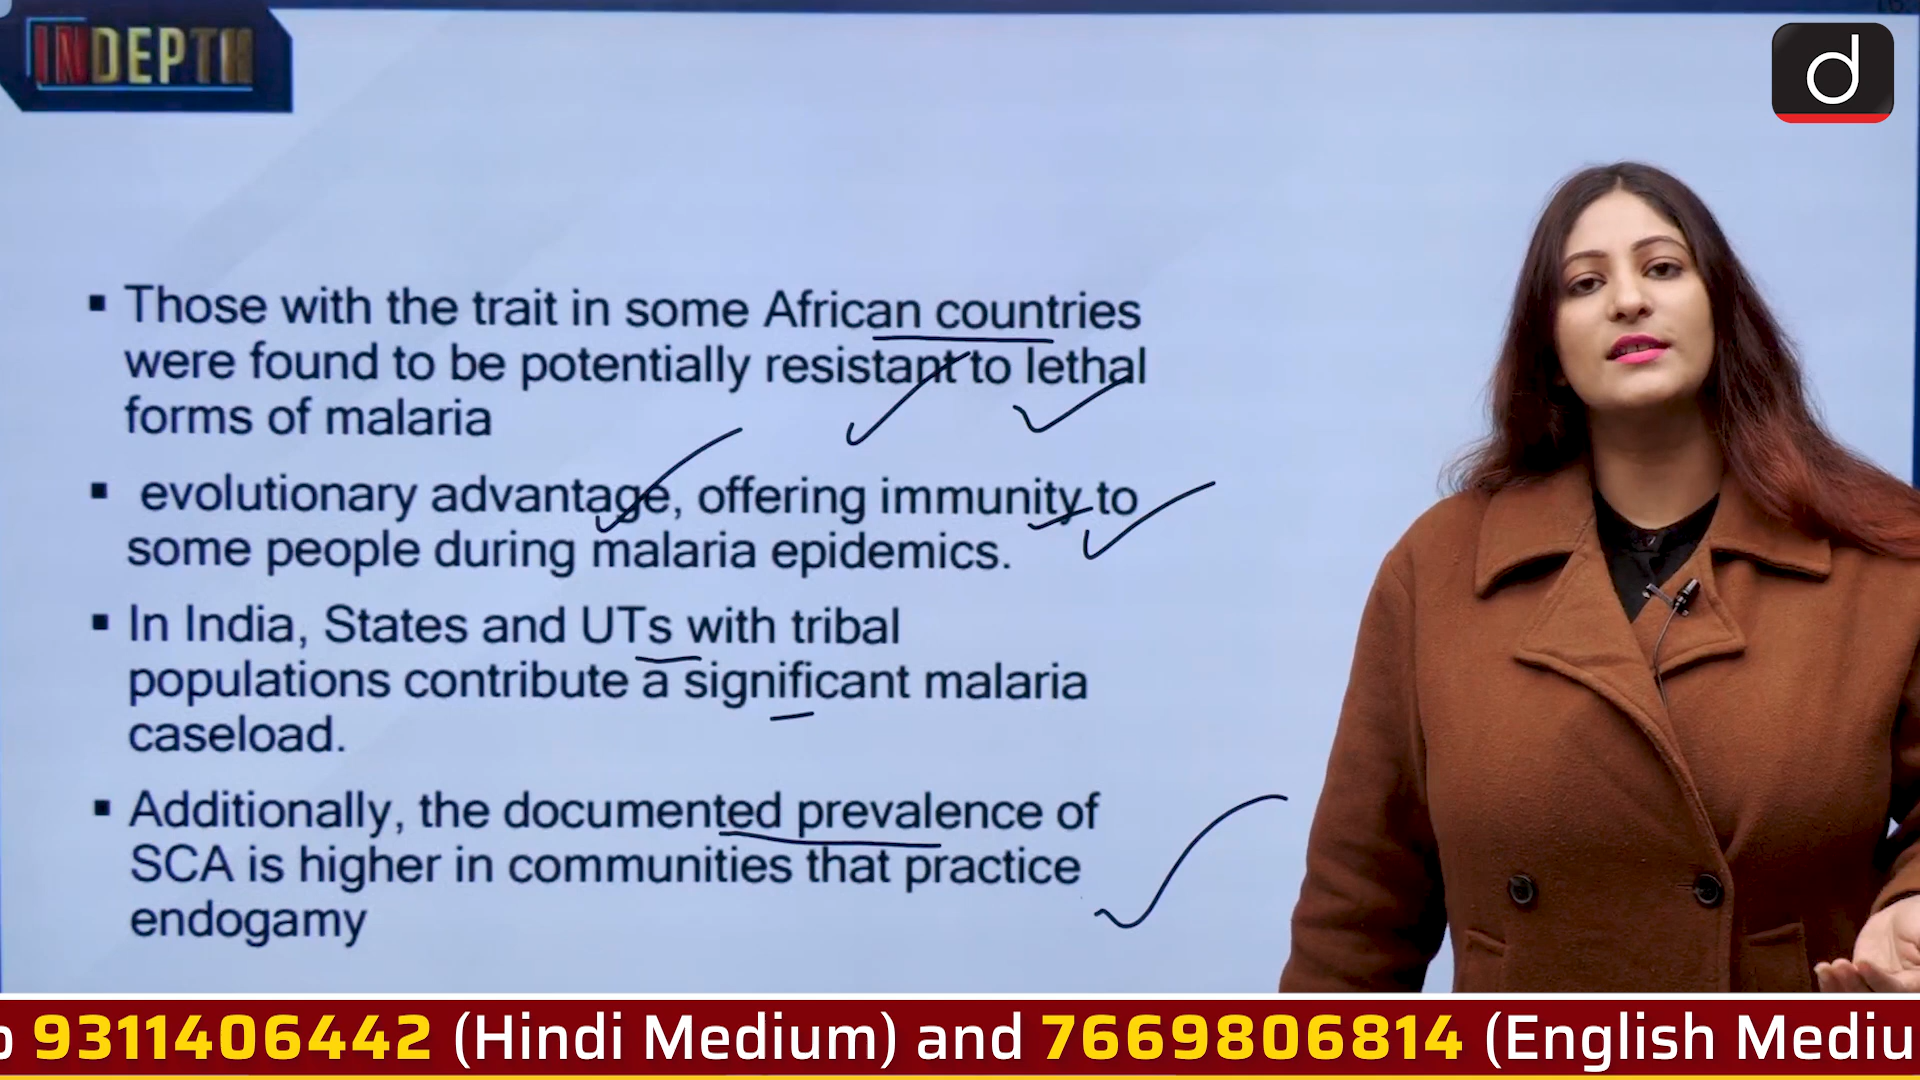 INDEPTH
d
▪ Those with the trait in some African countries
were found to be potentially resistant to lethal
forms of malaria
▪ evolutionary advantage, offering immunity to
some people during malaria epidemics.
▪ In India, States and UTs with tribal
populations contribute a significant malaria
caseload.
▪ Additionally, the documented prevalence of
SCA is higher in communities that practice
endogamy
9311406442 (Hindi Medium) and 7669806814 (English Mediu